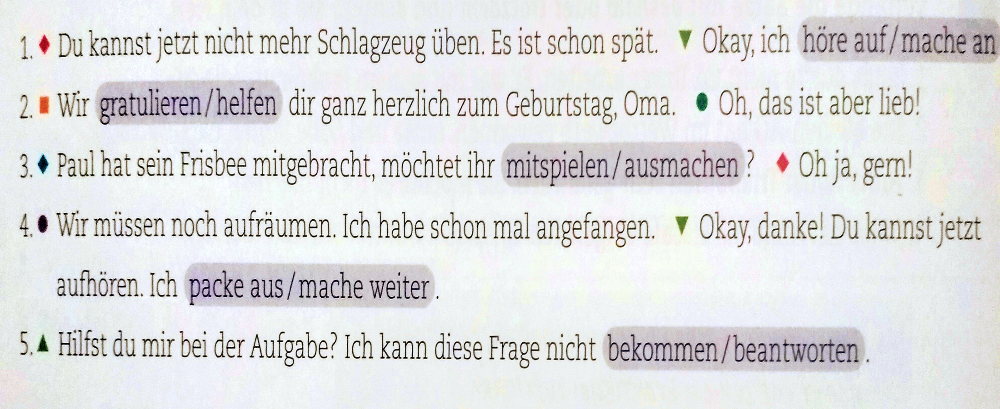 1. ♦ Du kannst jetzt nicht mehr Schlagzeug üben. Es ist schon spät. ▼ Okay, ich höre auf / mache an
2. ■ Wir gratulieren / helfen dir ganz herzlich zum Geburtstag, Oma. ● Oh, das ist aber lieb!
3. ♦ Paul hat sein Frisbee mitgebracht, möchtet ihr mitspielen / ausmachen ? ♦ Oh ja, gern!
4. ● Wir müssen noch aufräumen. Ich habe schon mal angefangen. ▼ Okay, danke! Du kannst jetzt
aufhören. Ich packe aus / mache weiter .
5. ▲ Hilfst du mir bei der Aufgabe? Ich kann diese Frage nicht bekommen / beantworten .